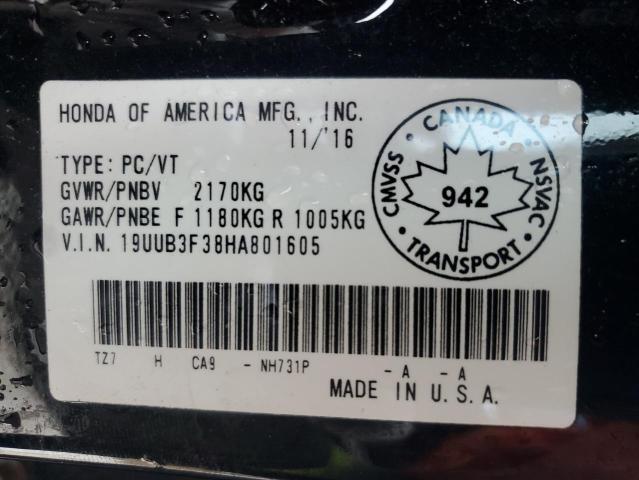 HONDA OF AMERICA MFG., INC.
11/'16
TYPE: PC/VT
GVWR/PNBV 2170KG
GAWR/PNBE F 1180KG R 1005KG
V.I.N. 19UUB3F38HA801605
CANADA
CMVSS
942
NSVAC
TRANSPORT
TZ7 H CA9 - NH731P - A - A
MADE IN U.S.A.